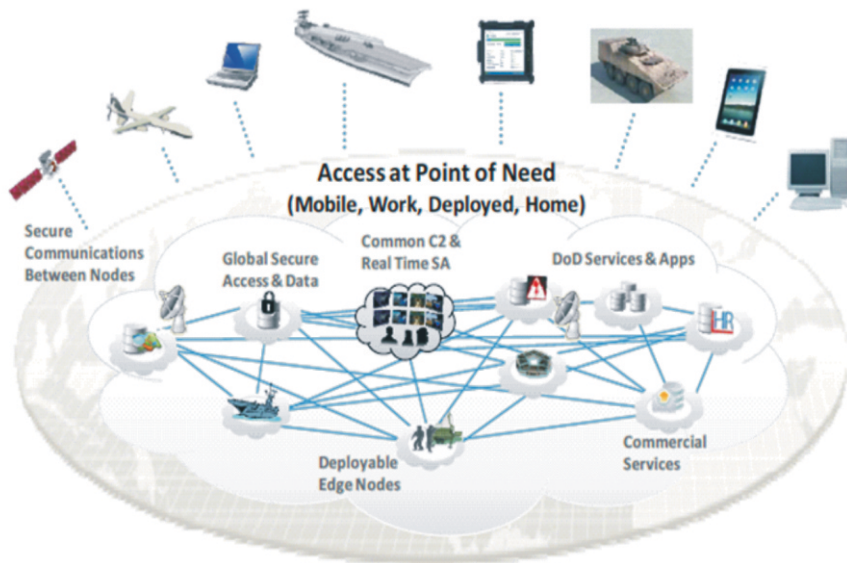 Access at Point of Need
(Mobile, Work, Deployed, Home)
Secure
Communications
Between Nodes
Global Secure
Access & Data
Common C2 &
Real Time SA
DoD Services & Apps
HR
Deployable
Edge Nodes
Commercial
Services